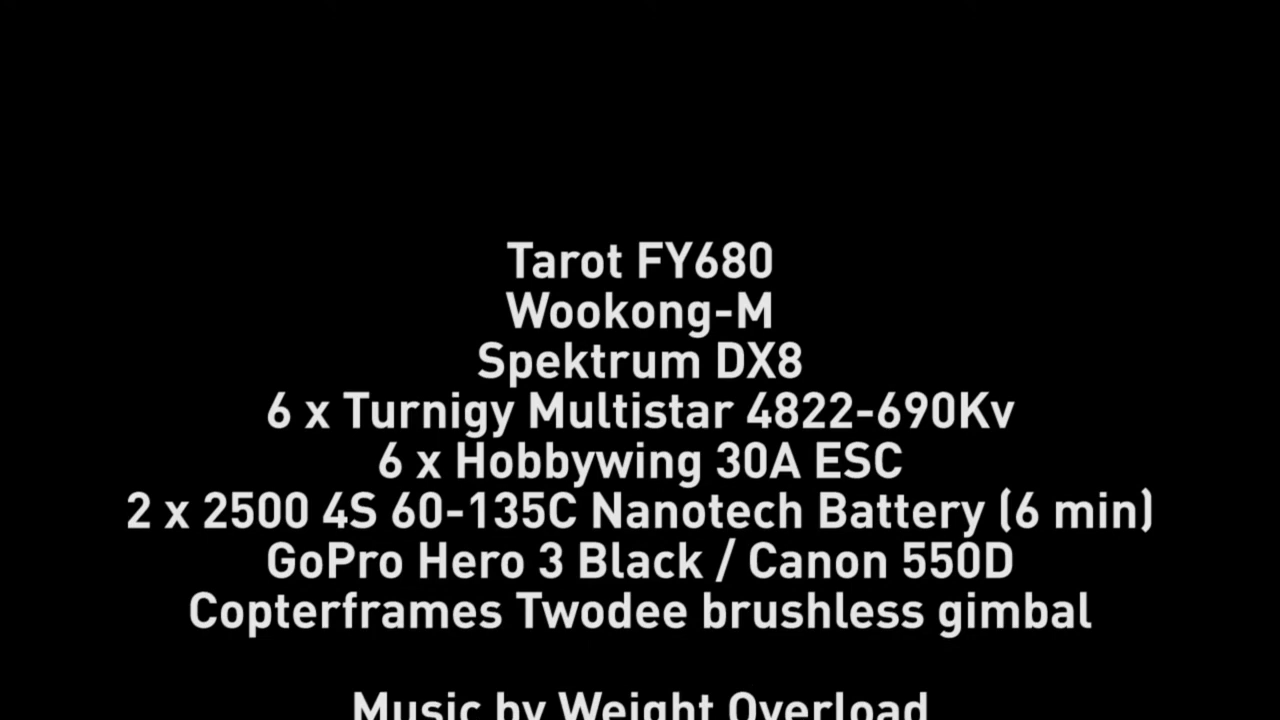 Tarot FY680
Wookong-M
Spektrum DX8
6 x Turnigy Multistar 4822-690Kv
6 x Hobbywing 30A ESC
2 x 2500 4S 60-135C Nanotech Battery (6 min)
GoPro Hero 3 Black / Canon 550D
Copterframes Twodee brushless gimbal
Music by Weight Overload